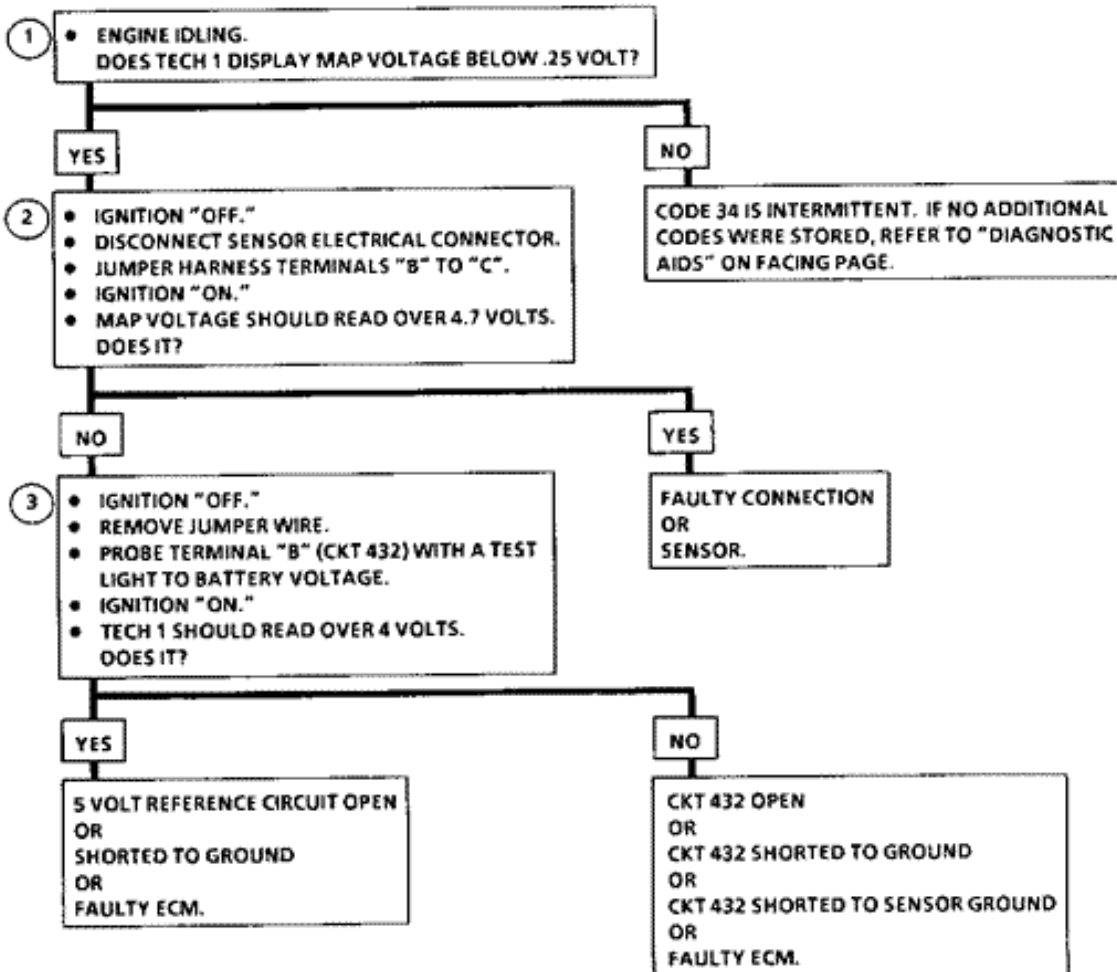 1
• ENGINE IDLING.
DOES TECH 1 DISPLAY MAP VOLTAGE BELOW .25 VOLT?
YES
NO
2
• IGNITION "OFF."
• DISCONNECT SENSOR ELECTRICAL CONNECTOR.
• JUMPER HARNESS TERMINALS "B" TO "C".
• IGNITION "ON."
• MAP VOLTAGE SHOULD READ OVER 4.7 VOLTS.
DOES IT?
CODE 34 IS INTERMITTENT. IF NO ADDITIONAL
CODES WERE STORED, REFER TO "DIAGNOSTIC
AIDS" ON FACING PAGE.
NO
YES
3
• IGNITION "OFF."
• REMOVE JUMPER WIRE.
• PROBE TERMINAL "B" (CKT 432) WITH A TEST
LIGHT TO BATTERY VOLTAGE.
• IGNITION "ON."
• TECH 1 SHOULD READ OVER 4 VOLTS.
DOES IT?
FAULTY CONNECTION
OR
SENSOR.
YES
NO
5 VOLT REFERENCE CIRCUIT OPEN
OR
SHORTED TO GROUND
OR
FAULTY ECM.
CKT 432 OPEN
OR
CKT 432 SHORTED TO GROUND
OR
CKT 432 SHORTED TO SENSOR GROUND
OR
FAULTY ECM.